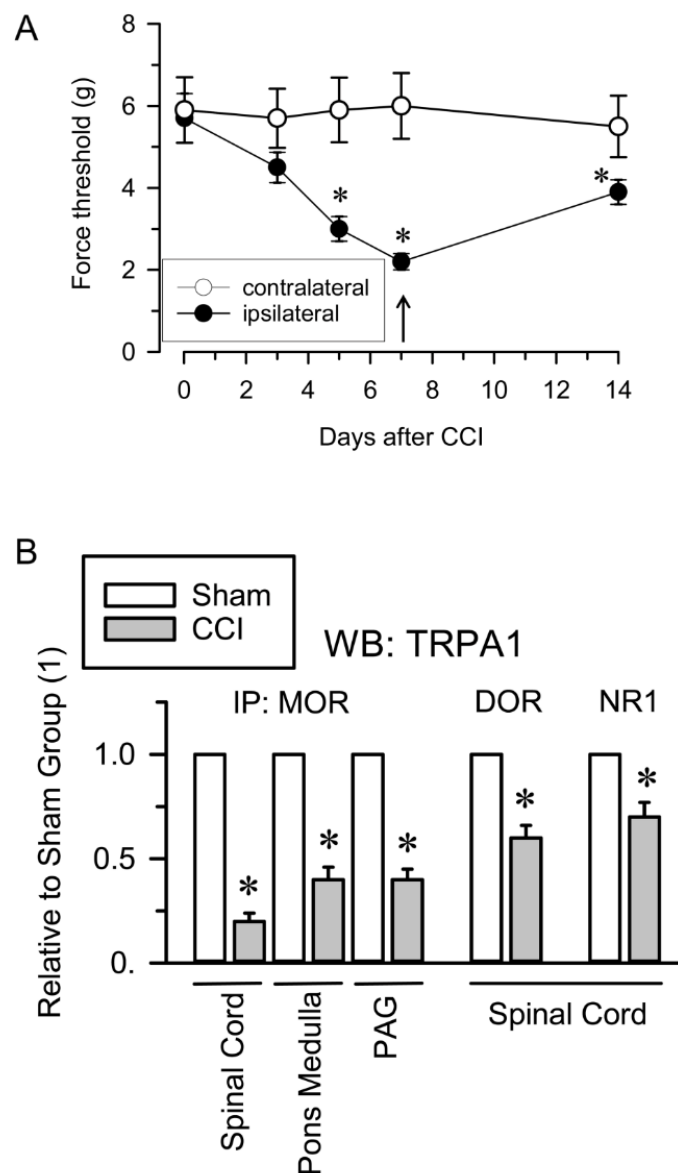 A
Force threshold (g)
8
6
4
2
0
*
*
*
contralateral
ipsilateral
0 2 4 6 8 10 12 14
Days after CCI
B
Sham
CCI
WB: TRPA1
IP: MOR DOR NR1
Relative to Sham Group (1)
1.0
0.5
0.
* * * * *
Spinal Cord
Pons Medulla
PAG
Spinal Cord